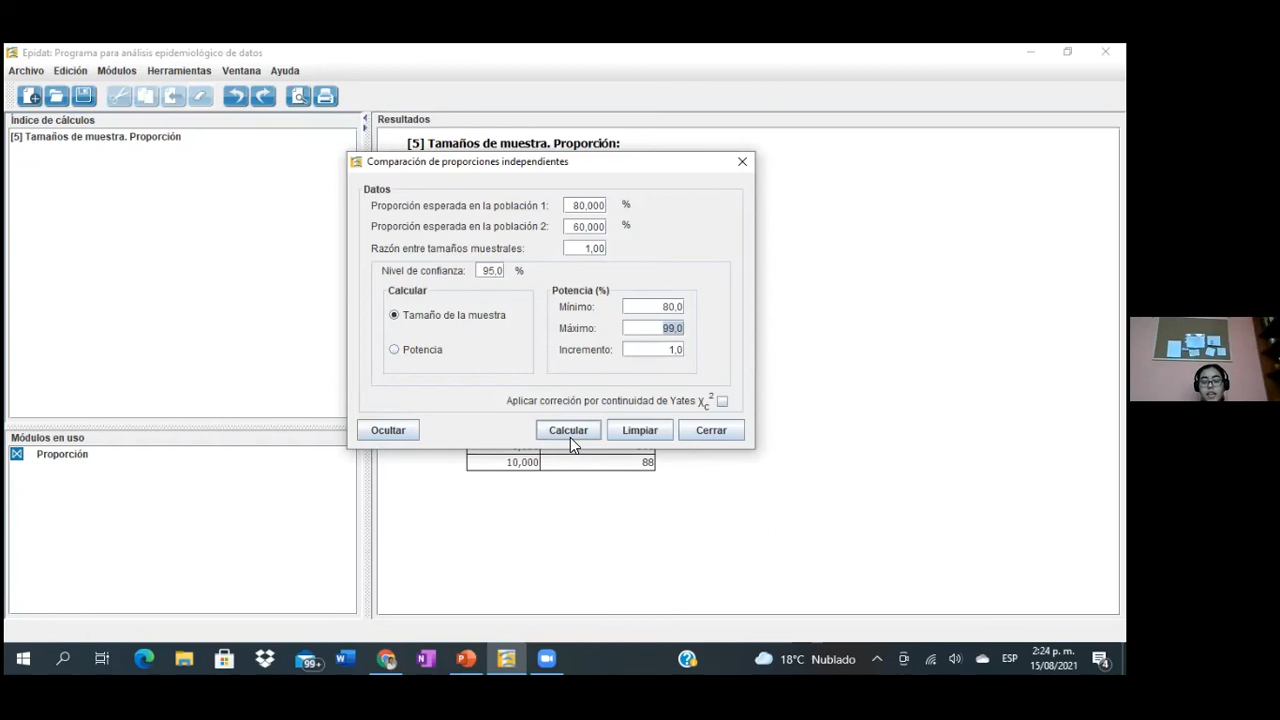 Epidat: Programa para análisis epidemiológico de datos
Archivo Edición Módulos Herramientas Ventana Ayuda
Índice de cálculos
[5] Tamaños de muestra. Proporción
Resultados
[5] Tamaños de muestra. Proporción:
Comparación de proporciones independientes
Datos
Proporción esperada en la población 1: 80,000 %
Proporción esperada en la población 2: 60,000 %
Razón entre tamaños muestrales: 1,00
Nivel de confianza: 95,0 %
Calcular
Tamaño de la muestra
Potencia
Potencia (%)
Mínimo: 80,0
Máximo: 99,0
Incremento: 1,0
Aplicar correción por continuidad de Yates χc²
Ocultar Calcular Limpiar Cerrar
10,000 88
Módulos en uso
Proporción
99+
18°C Nublado
ESP
2:24 p. m.
15/08/2021
4